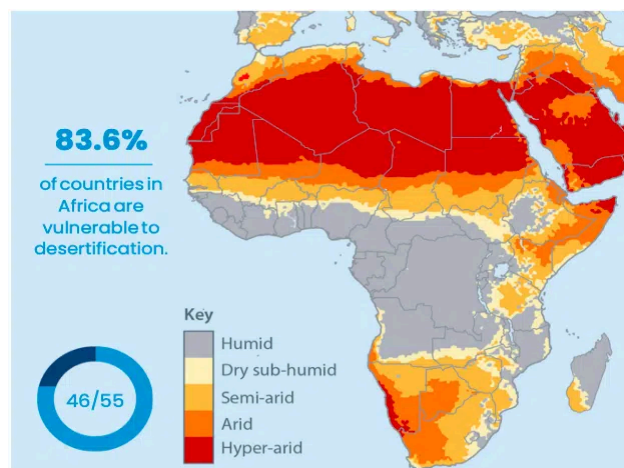 83.6%
of countries in
Africa are
vulnerable to
desertification.
46/55
Key
Humid
Dry sub-humid
Semi-arid
Arid
Hyper-arid